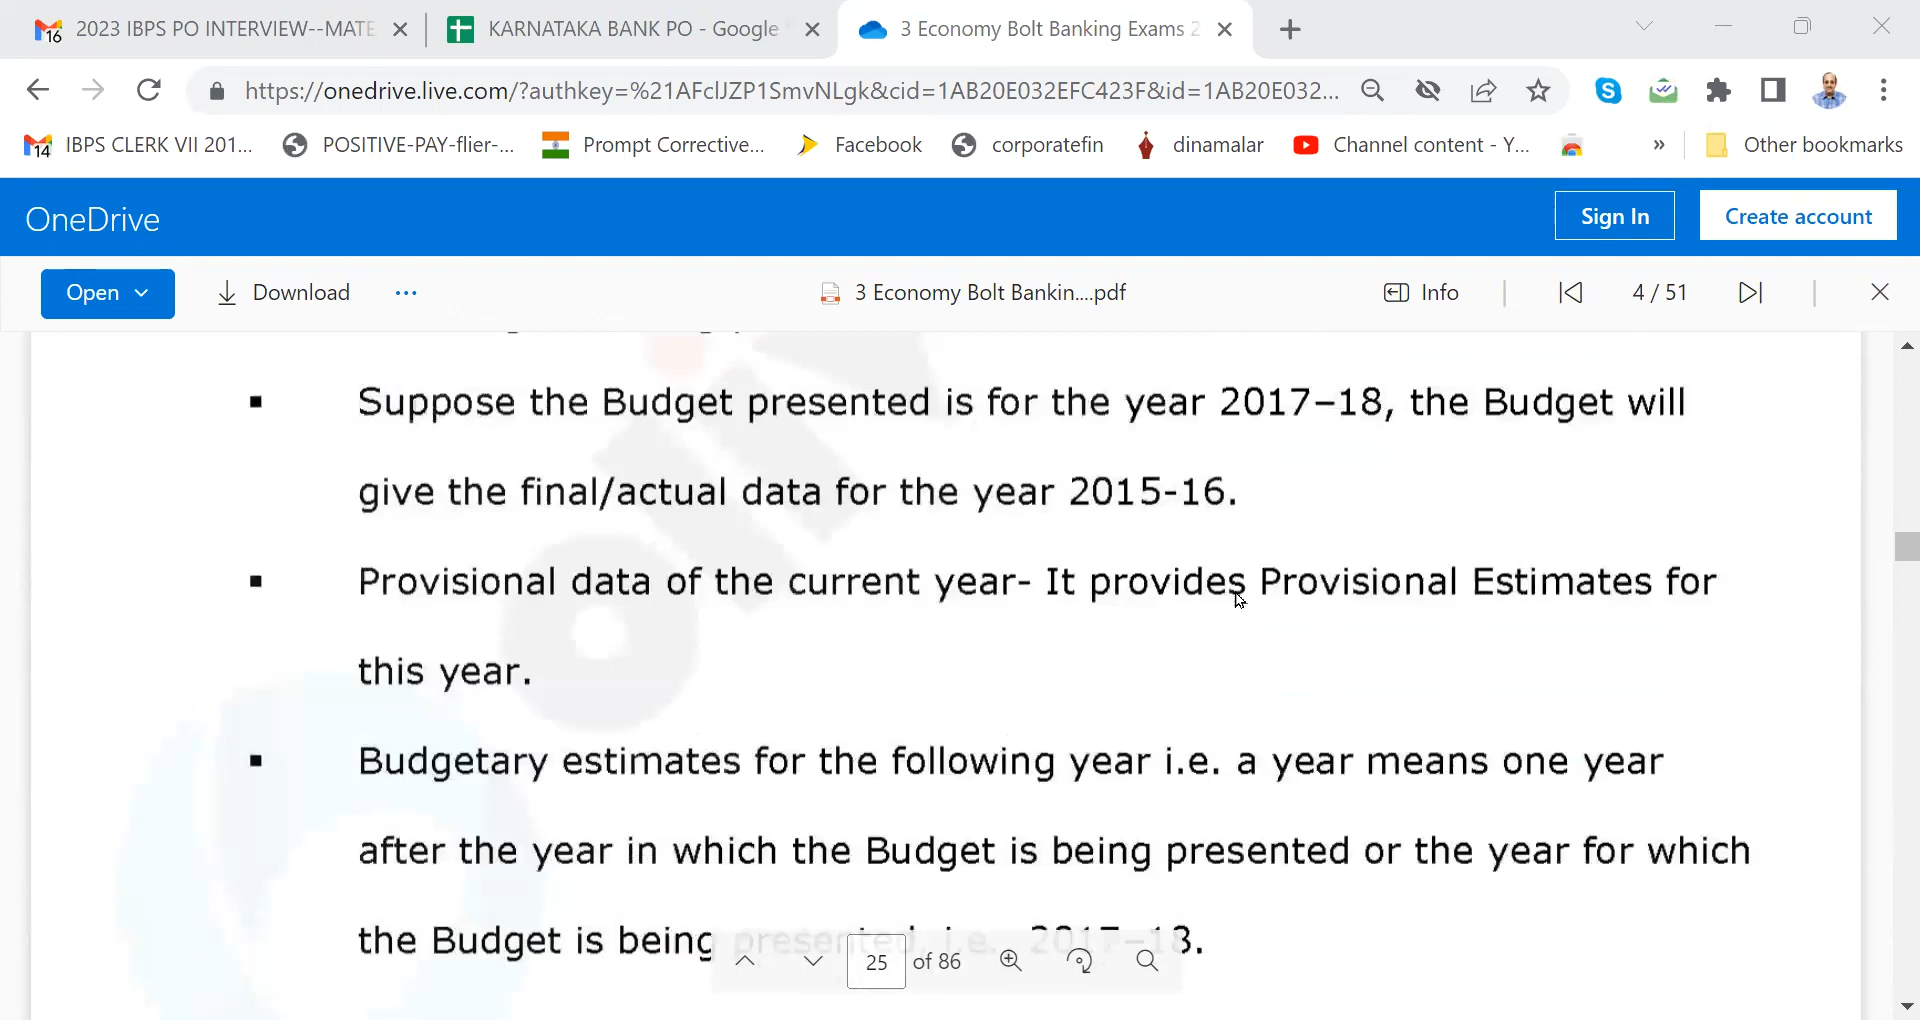 16 2023 IBPS PO INTERVIEW--MATE
KARNATAKA BANK PO - Google
3 Economy Bolt Banking Exams 2
https://onedrive.live.com/?authkey=%21AFclJZP1SmvNLgk&cid=1AB20E032EFC423F&id=1AB20E032...
14 IBPS CLERK VII 201...
POSITIVE-PAY-flier-...
Prompt Corrective...
Facebook
corporatefin
dinamalar
Channel content - Y...
»
Other bookmarks
OneDrive
Sign In
Create account
Open
Download
...
3 Economy Bolt Bankin....pdf
Info
4 / 51
▪ Suppose the Budget presented is for the year 2017–18, the Budget will
give the final/actual data for the year 2015-16.
▪ Provisional data of the current year- It provides Provisional Estimates for
this year.
▪ Budgetary estimates for the following year i.e. a year means one year
after the year in which the Budget is being presented or the year for which
the Budget is being presented, i.e. 2017–18.
25 of 86